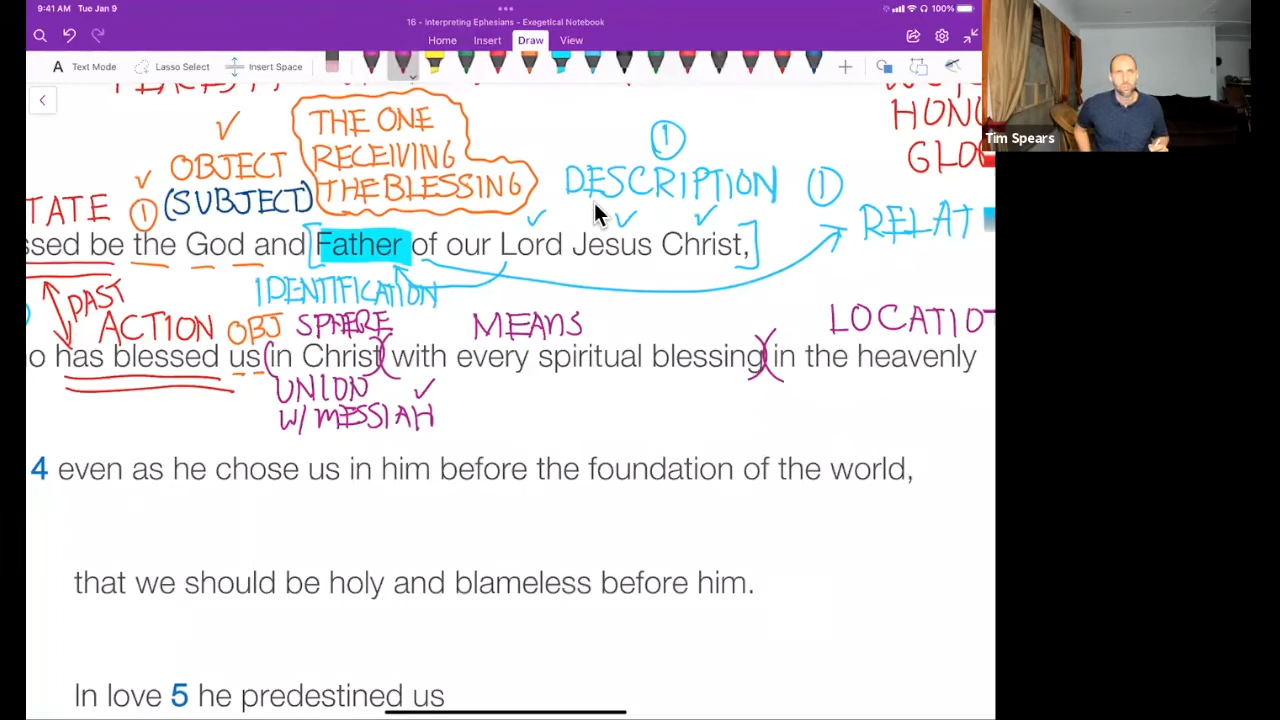 9:41 AM Tue Jan 9
100%
16 - Interpreting Ephesians - Exegetical Notebook
Home Insert Draw View
A Text Mode Lasso Select Insert Space
THE ONE
RECEIVING
THE BLESSING
HONO
GLO
Tim Spears
OBJECT
(SUBJECT)
1
DESCRIPTION
1
RELAT
TATE
1
ssed be the God and [Father of our Lord Jesus Christ,]
IDENTIFICATION
PAST
ACTION OBJ SPHERE MEANS LOCATIO
o has blessed us (in Christ)(with every spiritual blessing)(in the heavenly
UNION
W/ MESSIAH
4 even as he chose us in him before the foundation of the world,
that we should be holy and blameless before him.
In love 5 he predestined us